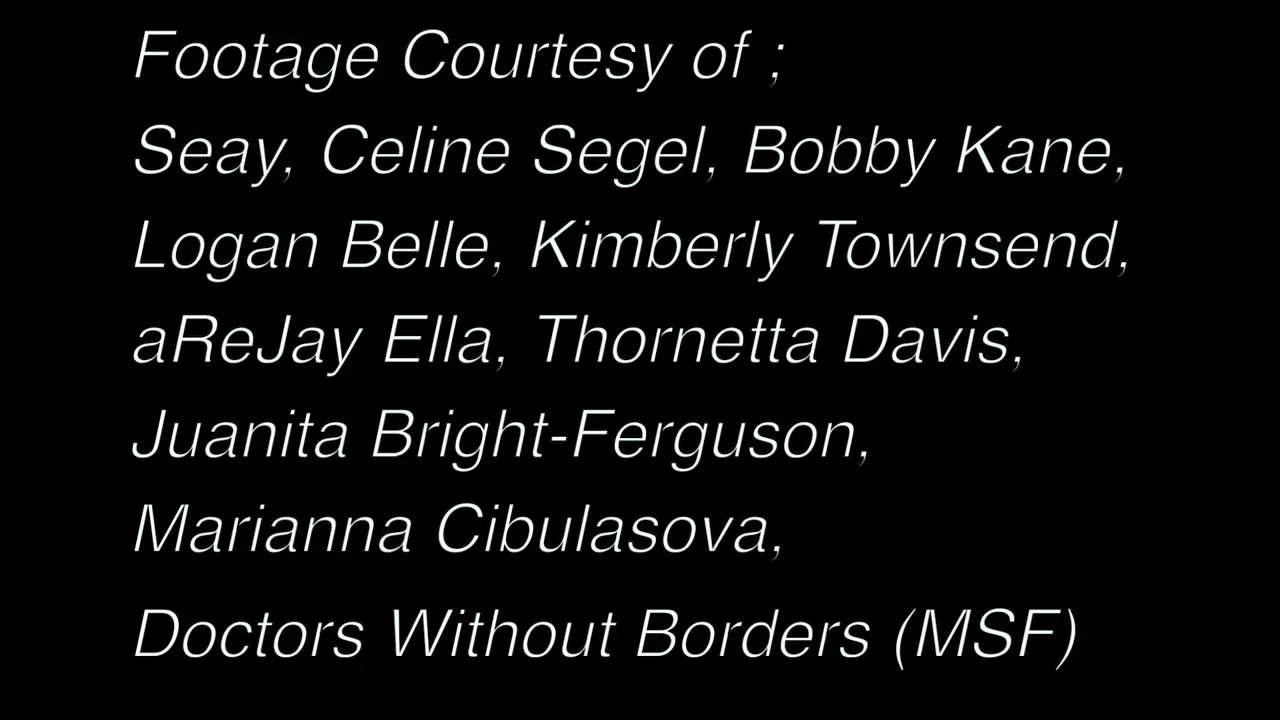 Footage Courtesy of ;
Seay, Celine Segel, Bobby Kane,
Logan Belle, Kimberly Townsend,
aReJay Ella, Thornetta Davis,
Juanita Bright-Ferguson,
Marianna Cibulasova,
Doctors Without Borders (MSF)